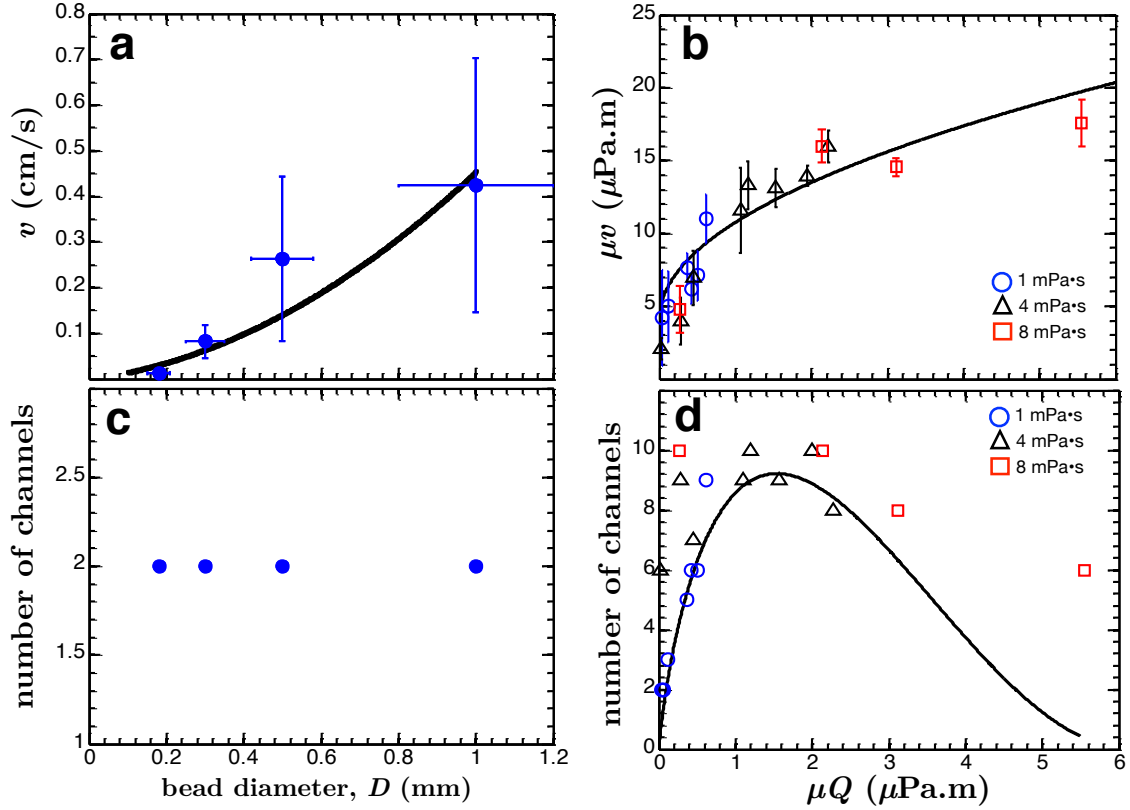 a
0.8
0.7
0.6
0.5
0.4
0.3
0.2
0.1
v (cm/s)
b
25
20
15
10
5
μv (μPa.m)
1 mPa•s
4 mPa•s
8 mPa•s
c
3
2.5
2
1.5
1
number of channels
0 0.2 0.4 0.6 0.8 1 1.2
bead diameter, D (mm)
d
10
8
6
4
2
0
number of channels
1 mPa•s
4 mPa•s
8 mPa•s
0 1 2 3 4 5 6
μQ (μPa.m)